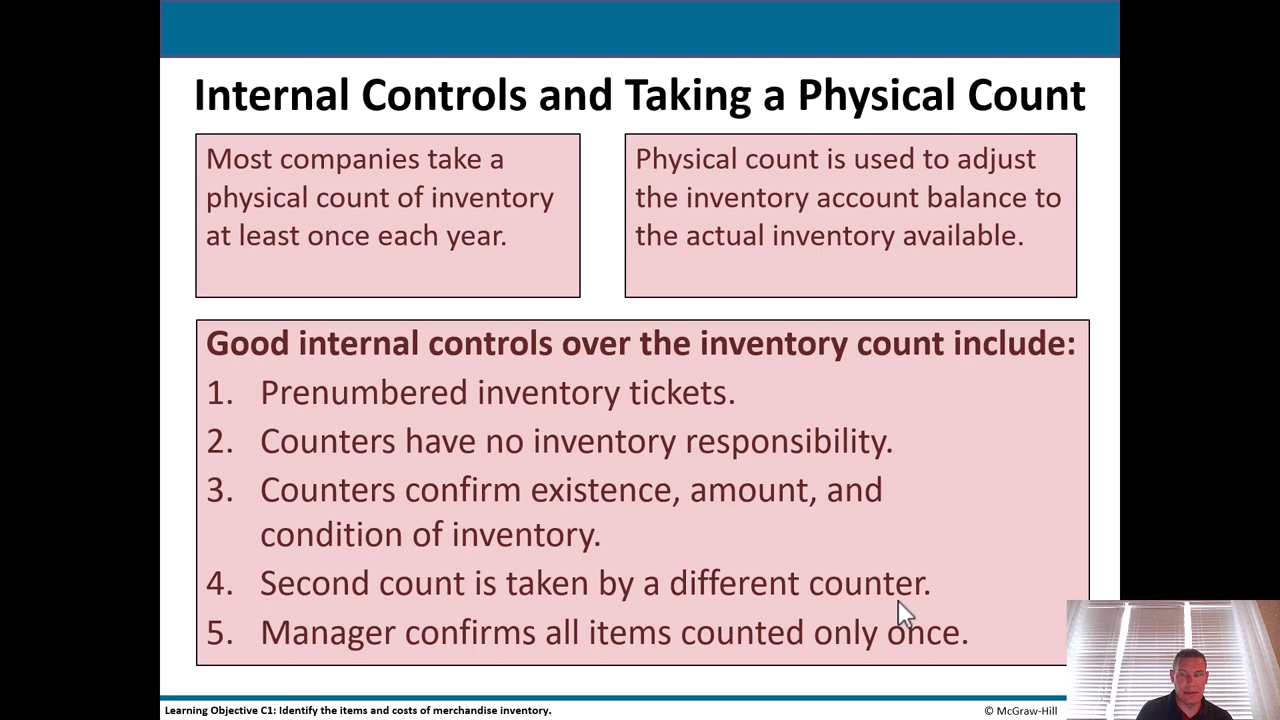 Internal Controls and Taking a Physical Count
Most companies take a
physical count of inventory
at least once each year.
Physical count is used to adjust
the inventory account balance to
the actual inventory available.
Good internal controls over the inventory count include:
1. Prenumbered inventory tickets.
2. Counters have no inventory responsibility.
3. Counters confirm existence, amount, and
condition of inventory.
4. Second count is taken by a different counter.
5. Manager confirms all items counted only once.
Learning Objective C1: Identify the items and costs of merchandise inventory.
© McGraw-Hill